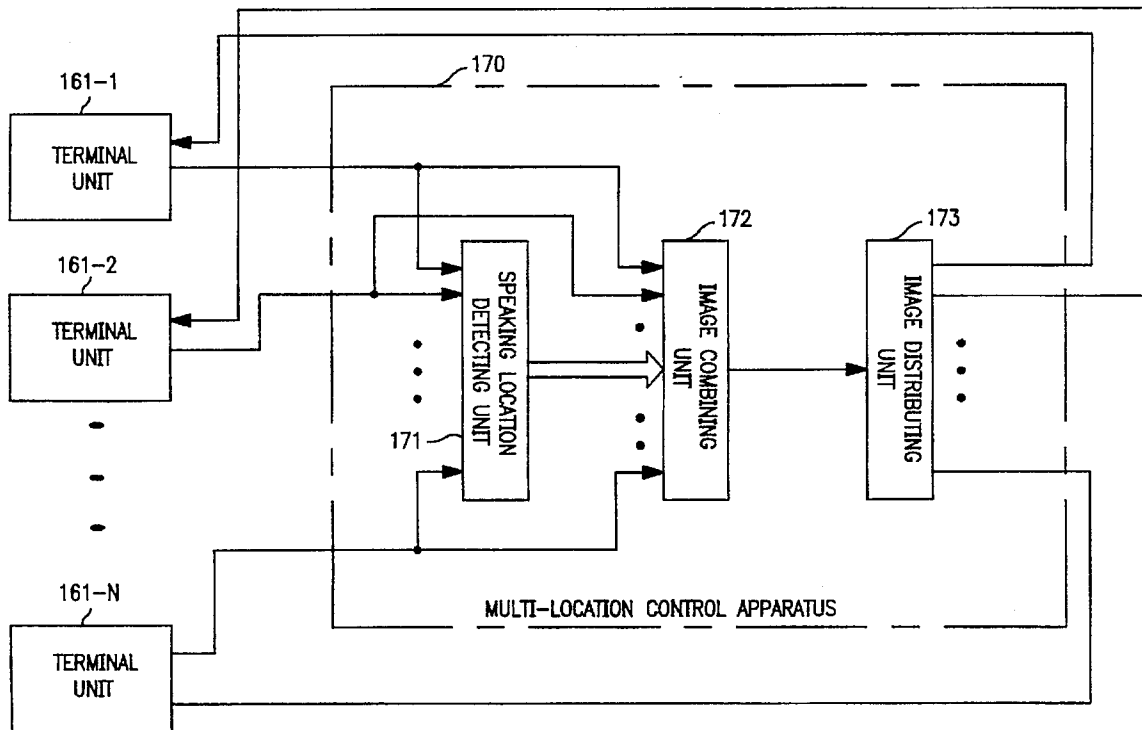 170
161-1
TERMINAL
UNIT
161-2
TERMINAL
UNIT
171
SPEAKING LOCATION
DETECTING UNIT
172
IMAGE COMBINING
UNIT
173
IMAGE DISTRIBUTING
UNIT
161-N
TERMINAL
UNIT
MULTI-LOCATION CONTROL APPARATUS